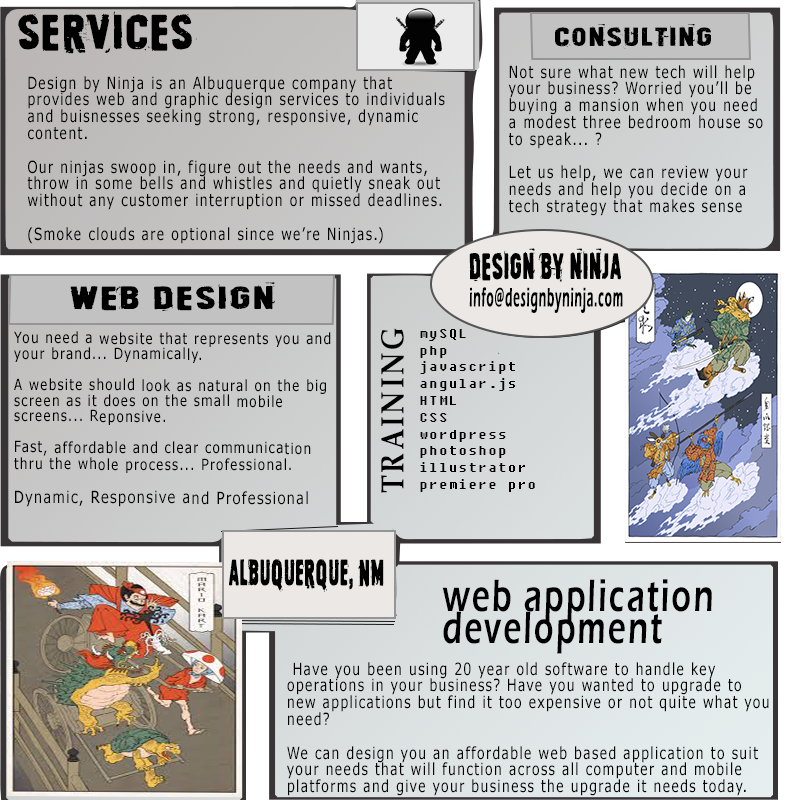 SERVICES
Design by Ninja is an Albuquerque company that
provides web and graphic design services to individuals
and buisnesses seeking strong, responsive, dynamic
content.
Our ninjas swoop in, figure out the needs and wants,
throw in some bells and whistles and quietly sneak out
without any customer interruption or missed deadlines.
(Smoke clouds are optional since we're Ninjas.)
CONSULTING
Not sure what new tech will help
your business? Worried you'll be
buying a mansion when you need
a modest three bedroom house so
to speak... ?
Let us help, we can review your
needs and help you decide on a
tech strategy that makes sense
DESIGN BY NINJA
info@designbyninja.com
WEB DESIGN
You need a website that represents you and
your brand... Dynamically.
A website should look as natural on the big
screen as it does on the small mobile
screens... Reponsive.
Fast, affordable and clear communication
thru the whole process... Professional.
Dynamic, Responsive and Professional
TRAINING
mySQL
php
javascript
angular.js
HTML
CSS
wordpress
photoshop
illustrator
premiere pro
ALBUQUERQUE, NM
MARIO KART
web application
development
Have you been using 20 year old software to handle key
operations in your business? Have you wanted to upgrade to
new applications but find it too expensive or not quite what you
need?
We can design you an affordable web based application to suit
your needs that will function across all computer and mobile
platforms and give your business the upgrade it needs today.